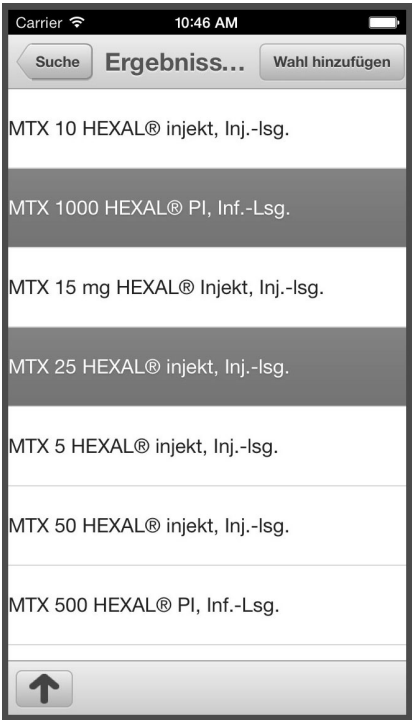 Carrier 10:46 AM
Suche Ergebniss... Wahl hinzufügen
MTX 10 HEXAL® injekt, Inj.-lsg.
MTX 1000 HEXAL® PI, Inf.-Lsg.
MTX 15 mg HEXAL® Injekt, Inj.-lsg.
MTX 25 HEXAL® injekt, Inj.-lsg.
MTX 5 HEXAL® injekt, Inj.-lsg.
MTX 50 HEXAL® injekt, Inj.-lsg.
MTX 500 HEXAL® PI, Inf.-Lsg.